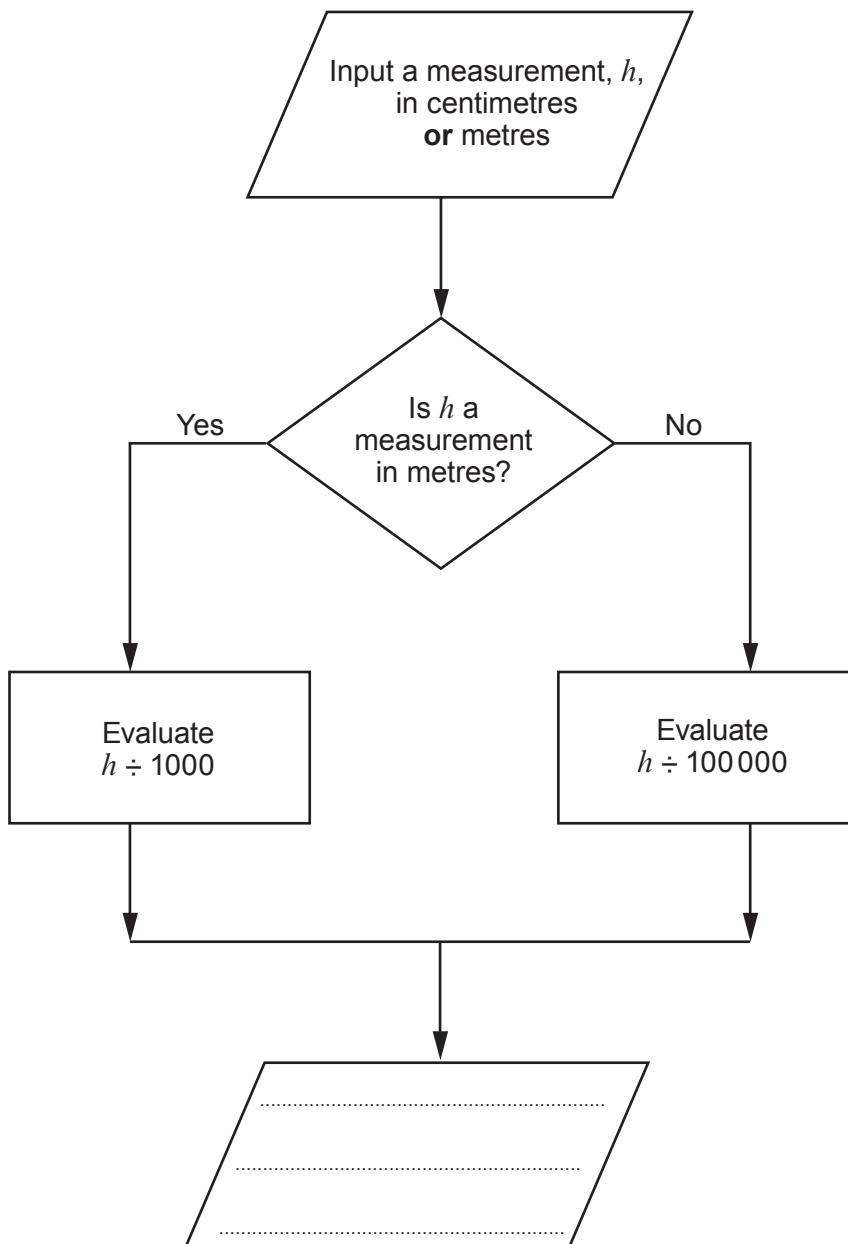 Input a measurement, h,
in centimetres
or metres
Is h a
measurement
in metres?
Yes
No
Evaluate
h ÷ 1000
Evaluate
h ÷ 100 000